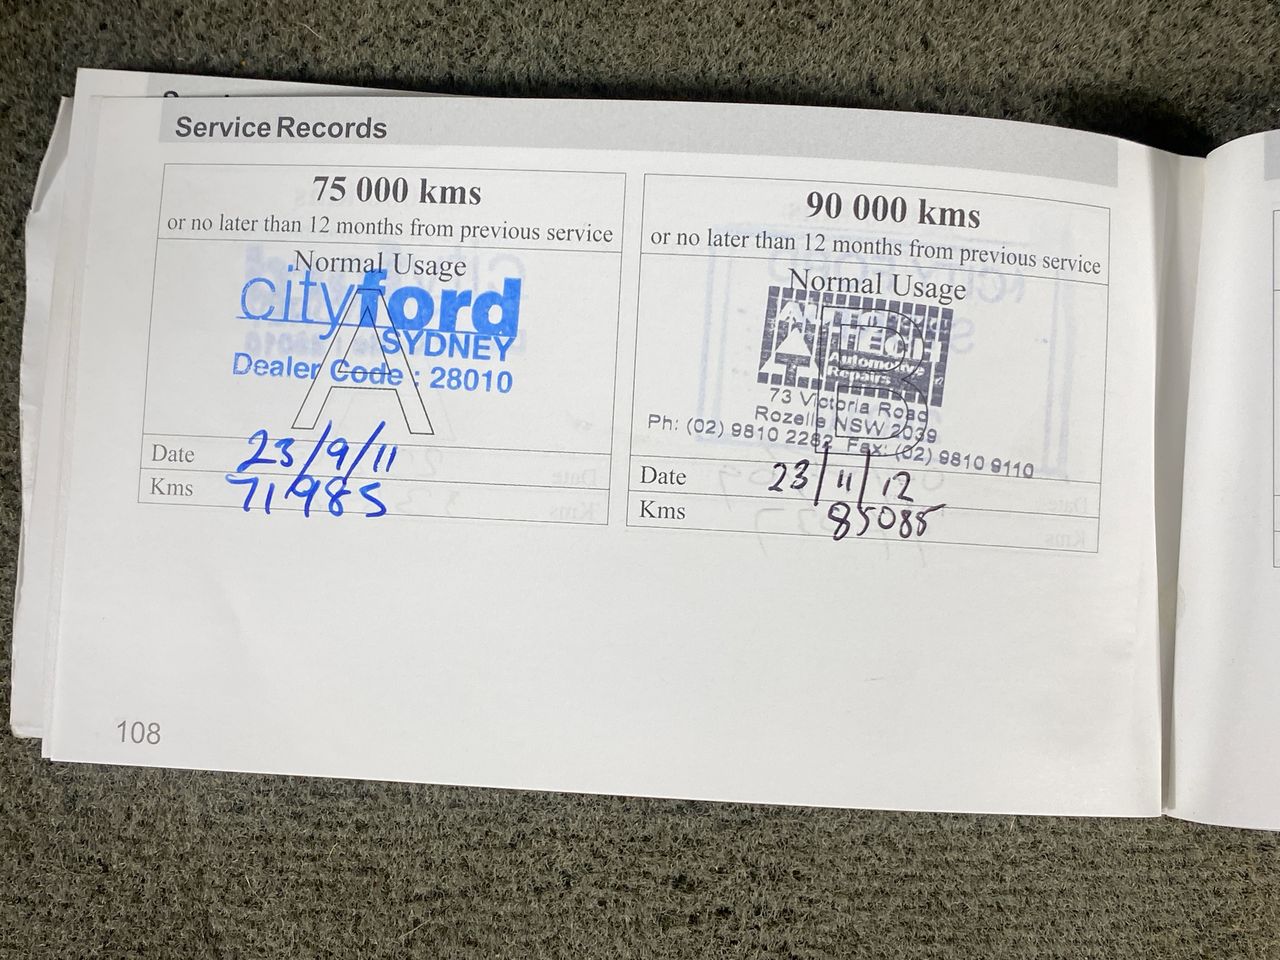 Service Records
75 000 kms
or no later than 12 months from previous service
Normal Usage
A
cityford
SYDNEY
Dealer Code : 28010
Date 23/9/11
Kms 71985
90 000 kms
or no later than 12 months from previous service
Normal Usage
B
TECH
Automotive
Repairs
73 Victoria Road
Rozelle NSW 2039
Ph: (02) 9810 2282 Fax: (02) 9810 9110
Date 23/11/12
Kms 85085
108